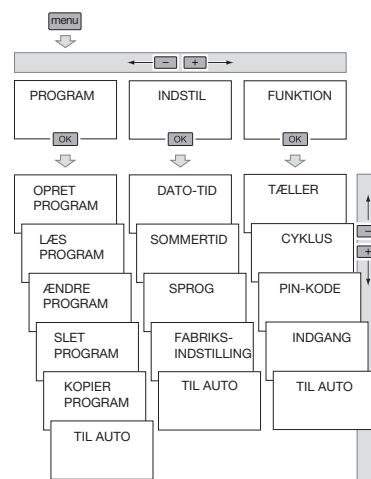 menu
− +
PROGRAM
OK
INDSTIL
OK
FUNKTION
OK
OPRET
PROGRAM
LÆS
PROGRAM
ÆNDRE
PROGRAM
SLET
PROGRAM
KOPIER
PROGRAM
TIL AUTO
DATO-TID
SOMMERTID
SPROG
FABRIKS-
INDSTILLING
TIL AUTO
TÆLLER
CYKLUS
PIN-KODE
INDGANG
TIL AUTO
−
+